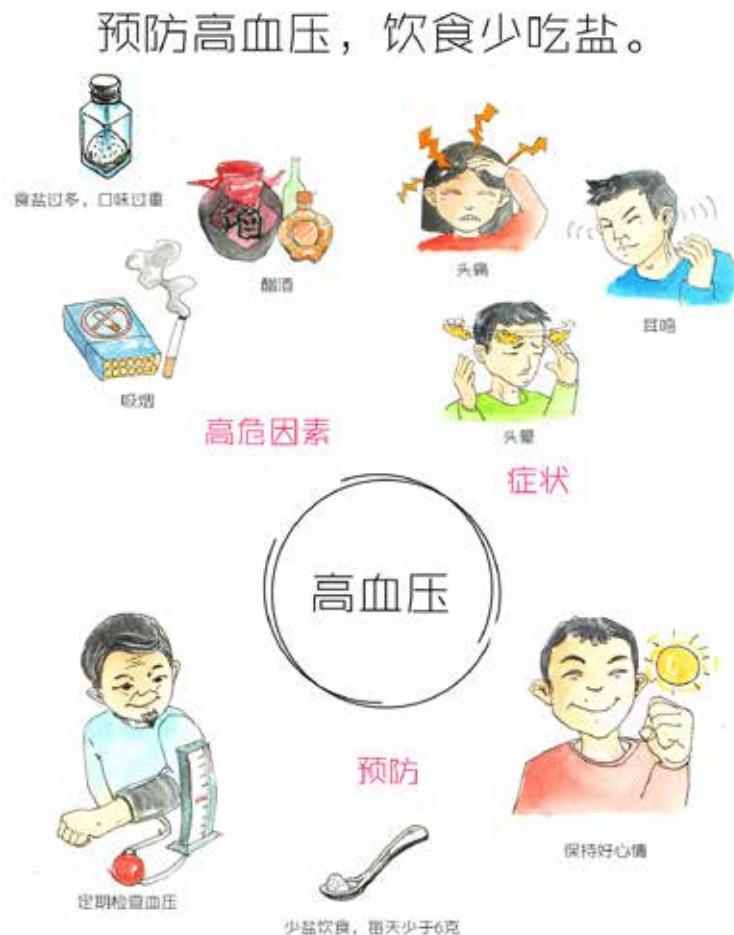 预防高血压，饮食少吃盐。
食盐过多，口味过重
酗酒
吸烟
高危因素
头痛
耳鸣
头晕
症状
高血压
预防
定期检查血压
少盐饮食，每天少于6克
保持好心情